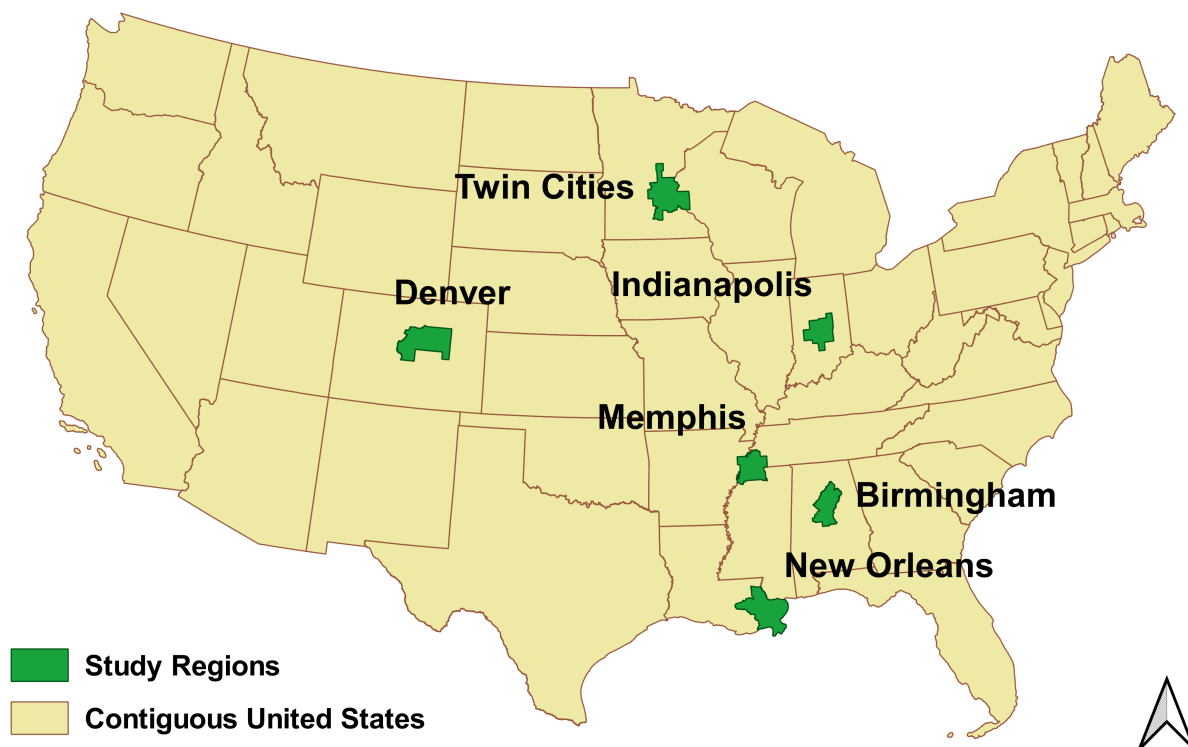 Twin Cities
Indianapolis
Denver
Memphis
Birmingham
New Orleans
Study Regions
Contiguous United States